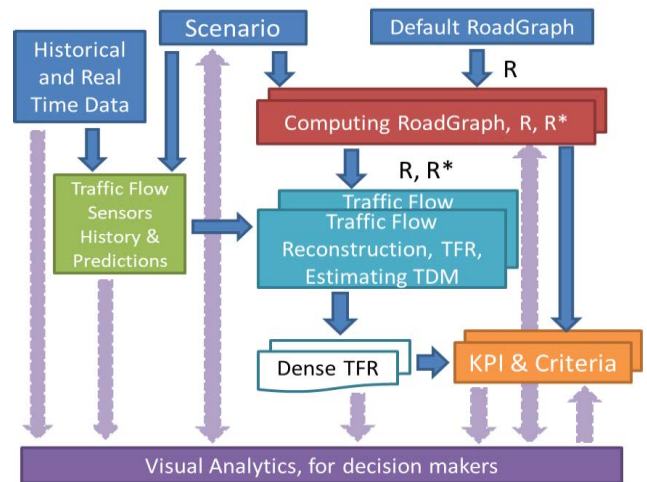 Scenario
Default RoadGraph
Historical
and Real
Time Data
R
Computing RoadGraph, R, R*
R, R*
Traffic Flow
Sensors
History &
Predictions
Traffic Flow
Traffic Flow
Reconstruction, TFR,
Estimating TDM
Dense TFR
KPI & Criteria
Visual Analytics, for decision makers